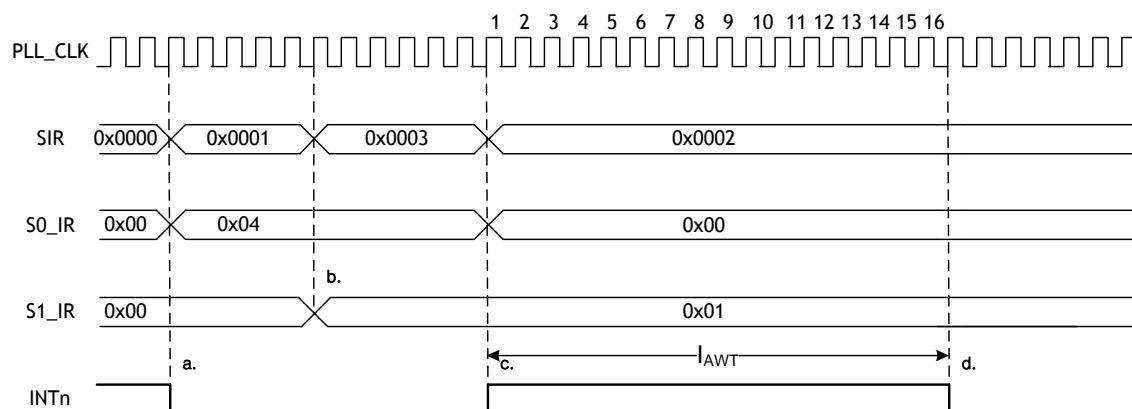 1 2 3 4 5 6 7 8 9 10 11 12 13 14 15 16
PLL_CLK
SIR 0x0000 0x0001 0x0003 0x0002
S0_IR 0x00 0x04 0x00
b.
S1_IR 0x00 0x01
a. c. IAWT d.
INTn